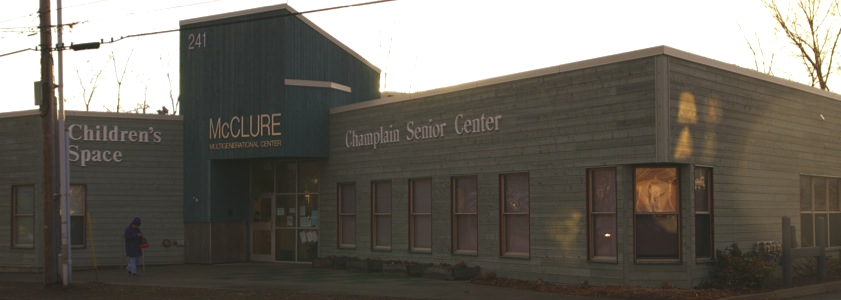 241
McCLURE
MULTIGENERATIONAL CENTER
Children's
Space
Champlain Senior Center